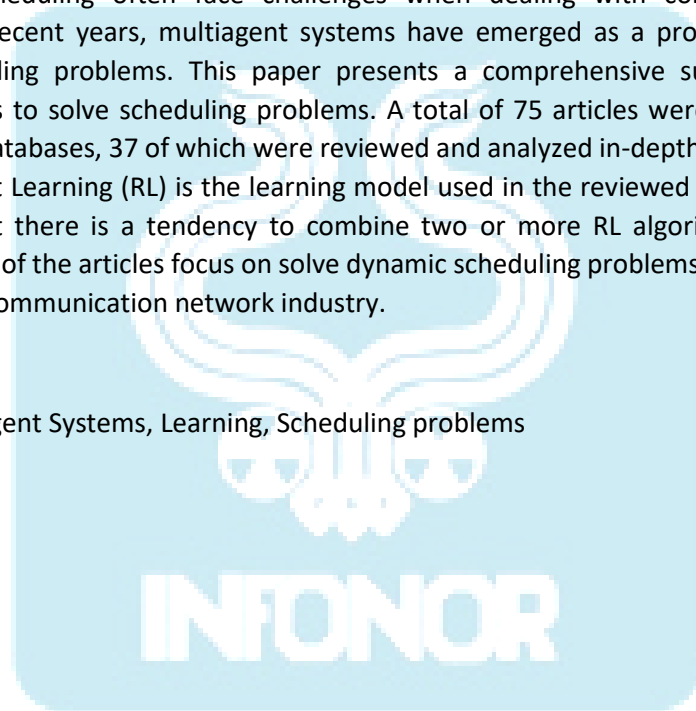 scheduling often face challenges when dealing with
ecent years, multiagent systems have emerged as a pro
ling problems. This paper presents a comprehensive su
s to solve scheduling problems. A total of 75 articles were
atabases, 37 of which were reviewed and analyzed in-depth
t Learning (RL) is the learning model used in the reviewed
t there is a tendency to combine two or more RL algori
of the articles focus on solve dynamic scheduling problems
ommunication network industry.
gent Systems, Learning, Scheduling problems
INFONOR